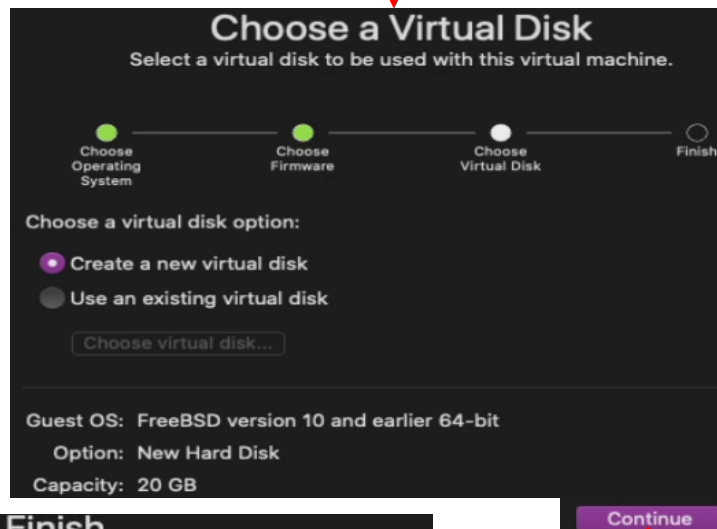 Choose a Virtual Disk
Select a virtual disk to be used with this virtual machine.
Choose Operating System
Choose Firmware
Choose Virtual Disk
Finish
Choose a virtual disk option:
Create a new virtual disk
Use an existing virtual disk
Choose virtual disk...
Guest OS: FreeBSD version 10 and earlier 64-bit
Option: New Hard Disk
Capacity: 20 GB
Continue
Finish